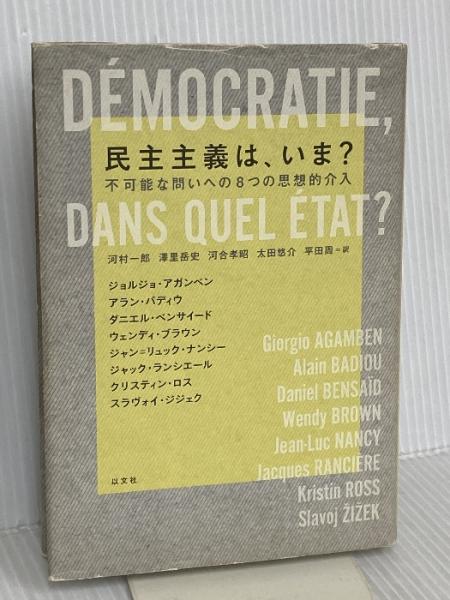 DÉMOCRATIE,
民主主義は、いま?
不可能な問いへの8つの思想的介入
DANS QUEL ÉTAT?
河村一郎 澤里岳史 河合孝昭 太田悠介 平田周=訳
ジョルジョ・アガンベン
アラン・バディウ
ダニエル・ベンサイード
ウェンディ・ブラウン
ジャン=リュック・ナンシー
ジャック・ランシエール
クリスティン・ロス
スラヴォイ・ジジェク
Giorgio AGAMBEN
Alain BADIOU
Daniel BENSAÏD
Wendy BROWN
Jean-Luc NANCY
Jacques RANCIÈRE
Kristin ROSS
Slavoj ŽIŽEK
以文社